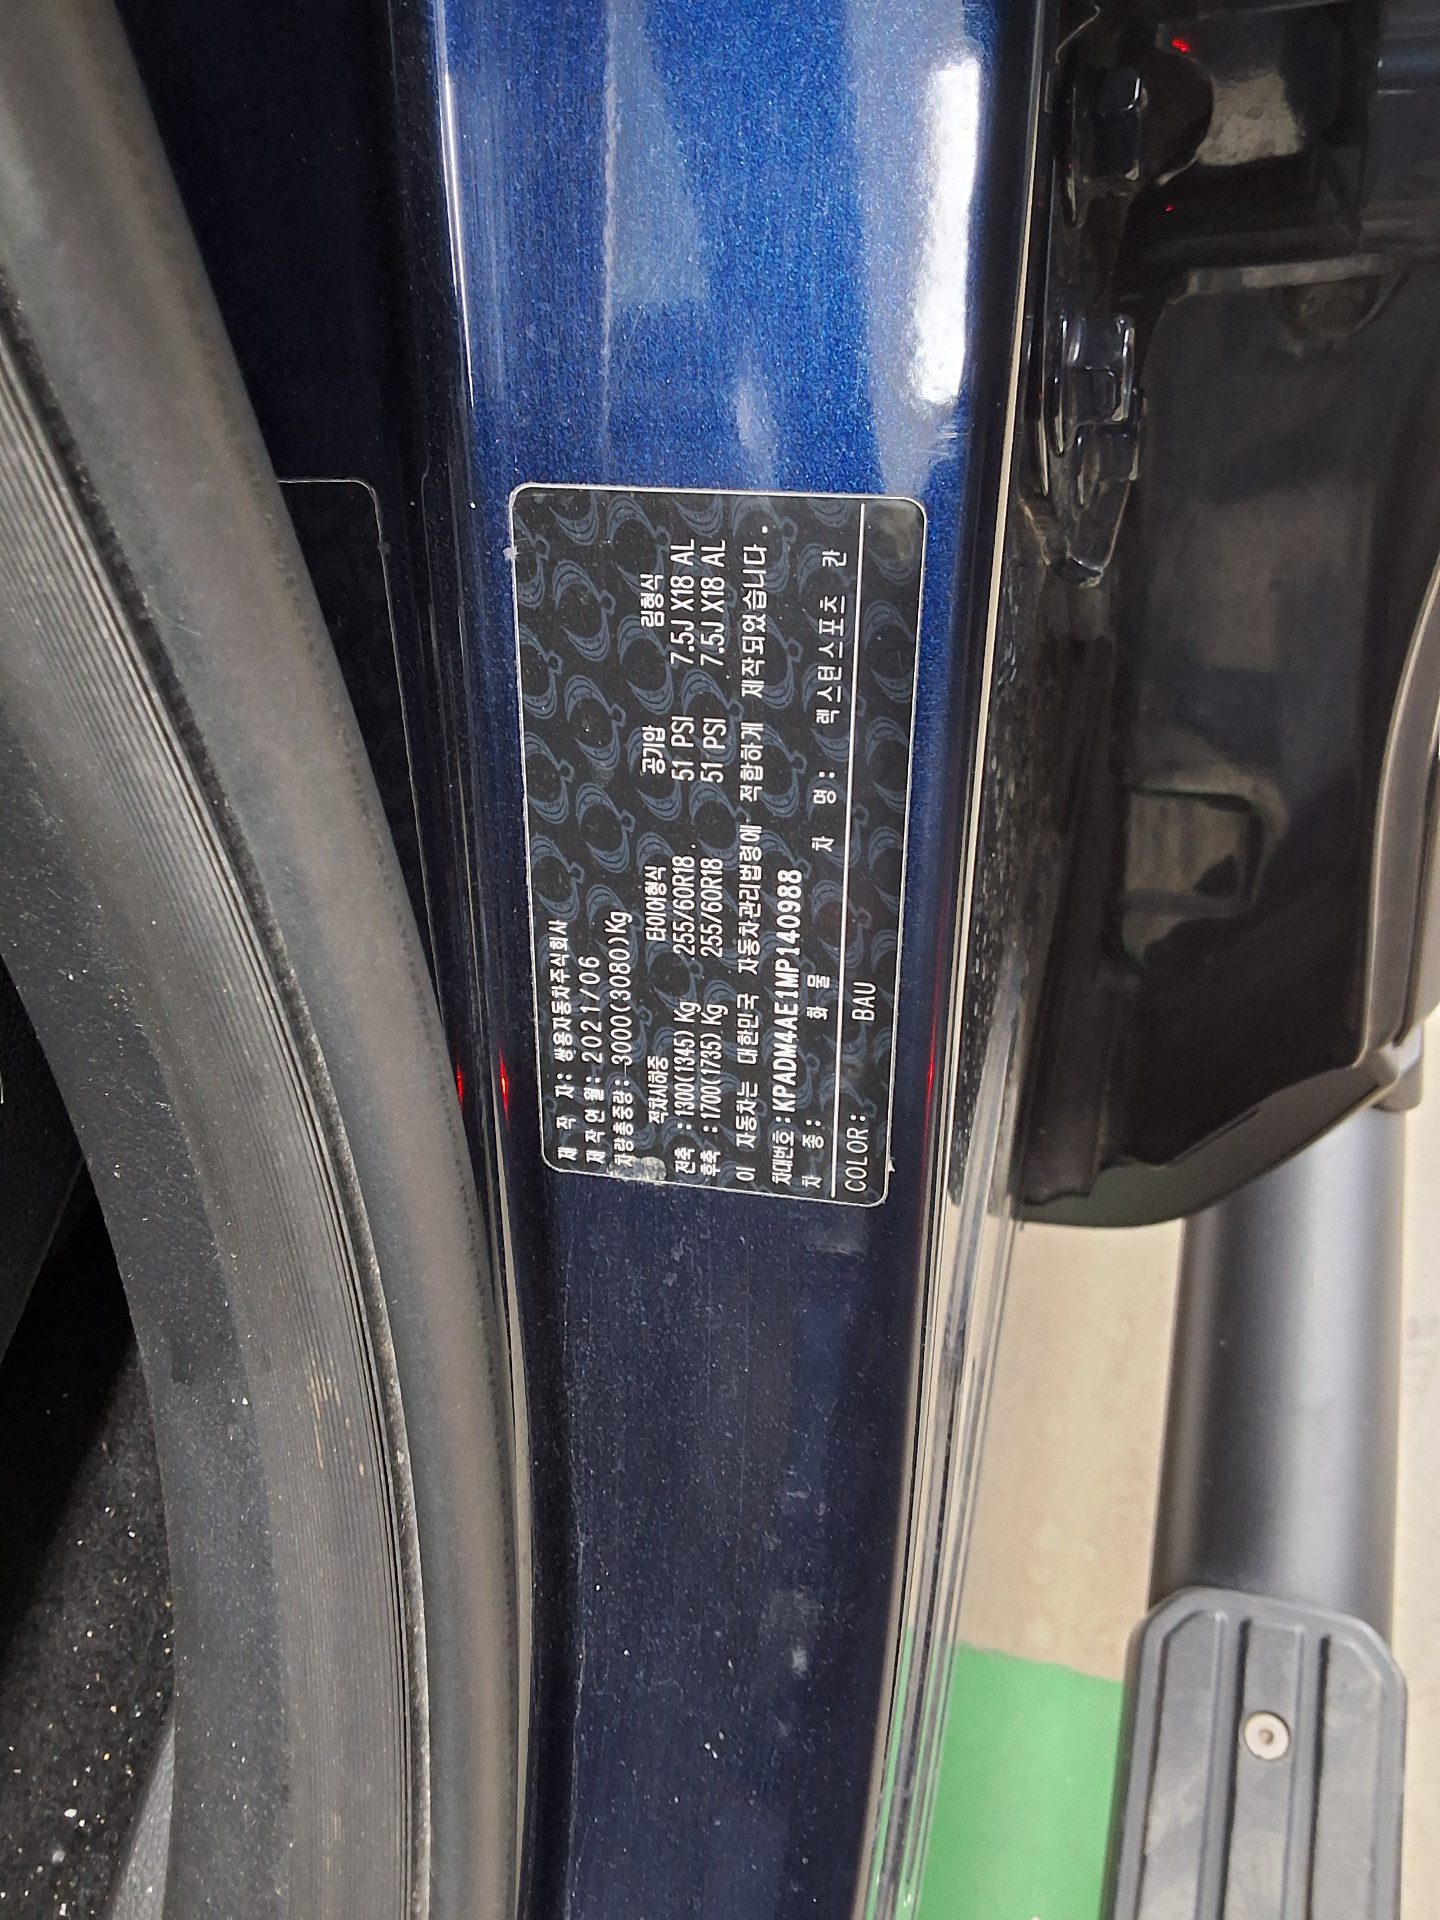 제 작 자: 쌍용자동차주식회사
제작연월: 2021/06
차량총중량: 3000(3080)Kg
적차시하중 타이어형식 공기압 림형식
전축 : 1300(1345) Kg 255/60R18 51 PSI 7.5J X18 AL
후축 : 1700(1735) Kg 255/60R18 51 PSI 7.5J X18 AL
이 자동차는 대한민국 자동차관리법령에 적합하게 제작되었습니다.
차대번호 : KPADM4AE1MP140988
차 종 : 화 물 차 명 : 렉스턴스포츠 칸
COLOR: BAU